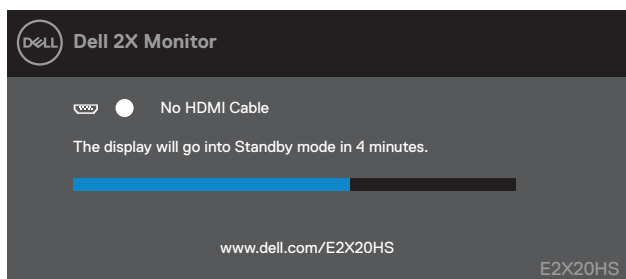 DELL Dell 2X Monitor
No HDMI Cable
The display will go into Standby mode in 4 minutes.
www.dell.com/E2X20HS
E2X20HS